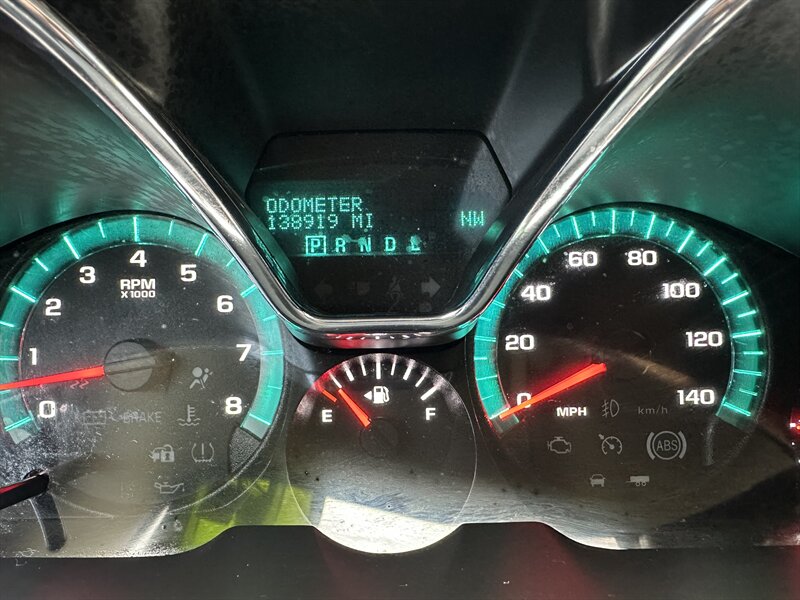 ODOMETER
138919 MI NW
P R N D L
0 1 2 3 4 5 6 7 8
RPM
x1000
BRAKE
E F
0 20 40 60 80 100 120 140
MPH
km/h
ABS